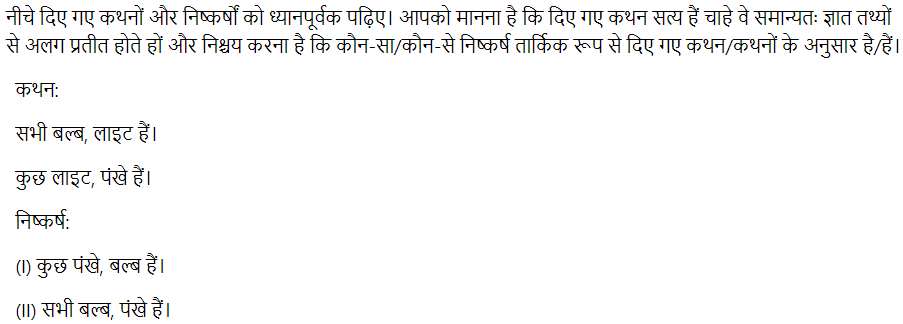 नीचे दिए गए कथनों और निष्कर्षों को ध्यानपूर्वक पढ़िए। आपको मानना है कि दिए गए कथन सत्य हैं चाहे वे समान्यतः ज्ञात तथ्यों
से अलग प्रतीत होते हों और निश्चय करना है कि कौन-सा/कौन-से निष्कर्ष तार्किक रूप से दिए गए कथन/कथनों के अनुसार है/हैं।
कथन:
सभी बल्ब, लाइट हैं।
कुछ लाइट, पंखे हैं।
निष्कर्ष:
(I) कुछ पंखे, बल्ब हैं।
(II) सभी बल्ब, पंखे हैं।